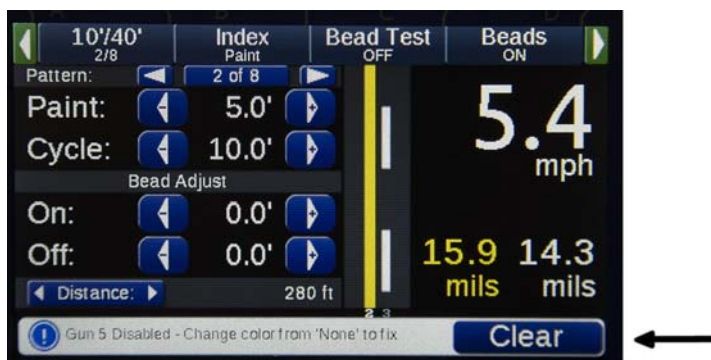 10'/40' Index Bead Test Beads
2/8 Paint OFF ON
Pattern: 2 of 8
Paint: - 5.0' +
Cycle: - 10.0' +
Bead Adjust
On: - 0.0' +
Off: - 0.0' +
Distance: 280 ft
5.4
mph
15.9 14.3
mils mils
2 3
! Gun 5 Disabled - Change color from 'None' to fix Clear